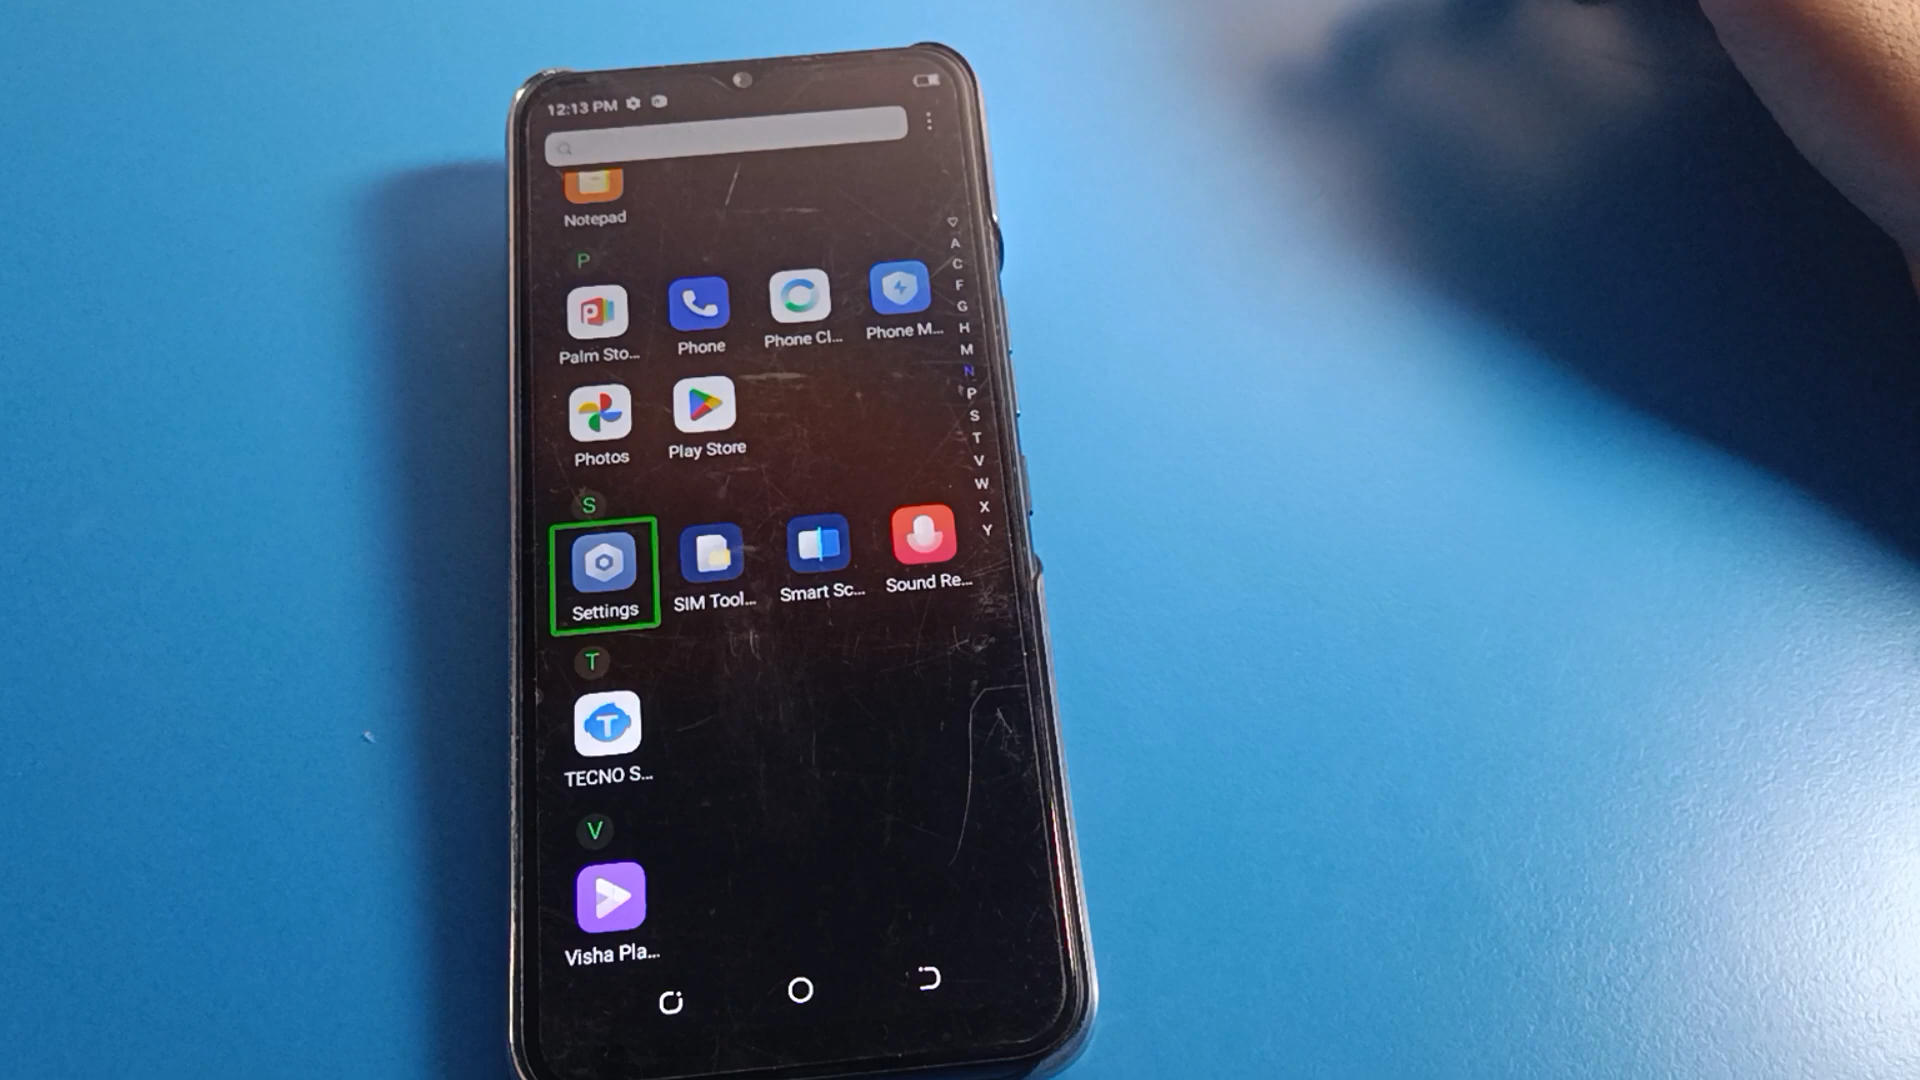 12:13 PM
Notepad
P
Palm Sto...
Phone
Phone Cl...
Phone M...
Photos
Play Store
S
Settings
SIM Tool...
Smart Sc...
Sound Re...
T
TECNO S...
V
Visha Pla...
A
C
F
G
H
M
N
P
S
T
V
W
X
Y